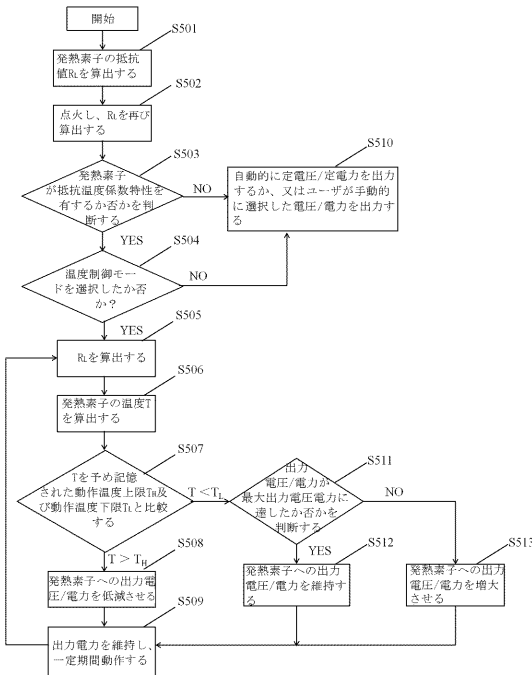 開始
S501
発熱素子の抵抗
値RLを算出する
S502
点火し、RLを再び
算出する
S503
発熱素子
が抵抗温度係数特性を
有するか否かを判
断する
NO
S510
自動的に定電圧/定電力を出力
するか、又はユーザが手動的
に選択した電圧/電力を出力す
る
YES
S504
温度制御モー
ドを選択したか否
か?
NO
YES
S505
RLを算出する
S506
発熱素子の温度T
を算出する
S507
Tを予め記憶
された動作温度上限TH及
び動作温度下限TLと比較
する
T<TL
S511
出力
電圧/電力が
最大出力電圧電力に
達したか否かを
判断する
NO
T>TH
S508
発熱素子への出力電
圧/電力を低減させる
YES
S512
発熱素子への出力
電圧/電力を維持す
る
S513
発熱素子への出力
電圧/電力を増大
させる
S509
出力電力を維持し、
一定期間動作する